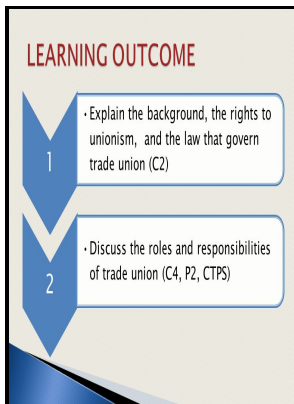 LEARNING OUTCOME
1
• Explain the background, the rights to
unionism, and the law that govern
trade union (C2)
2
• Discuss the roles and responsibilities
of trade union (C4, P2, CTPS)